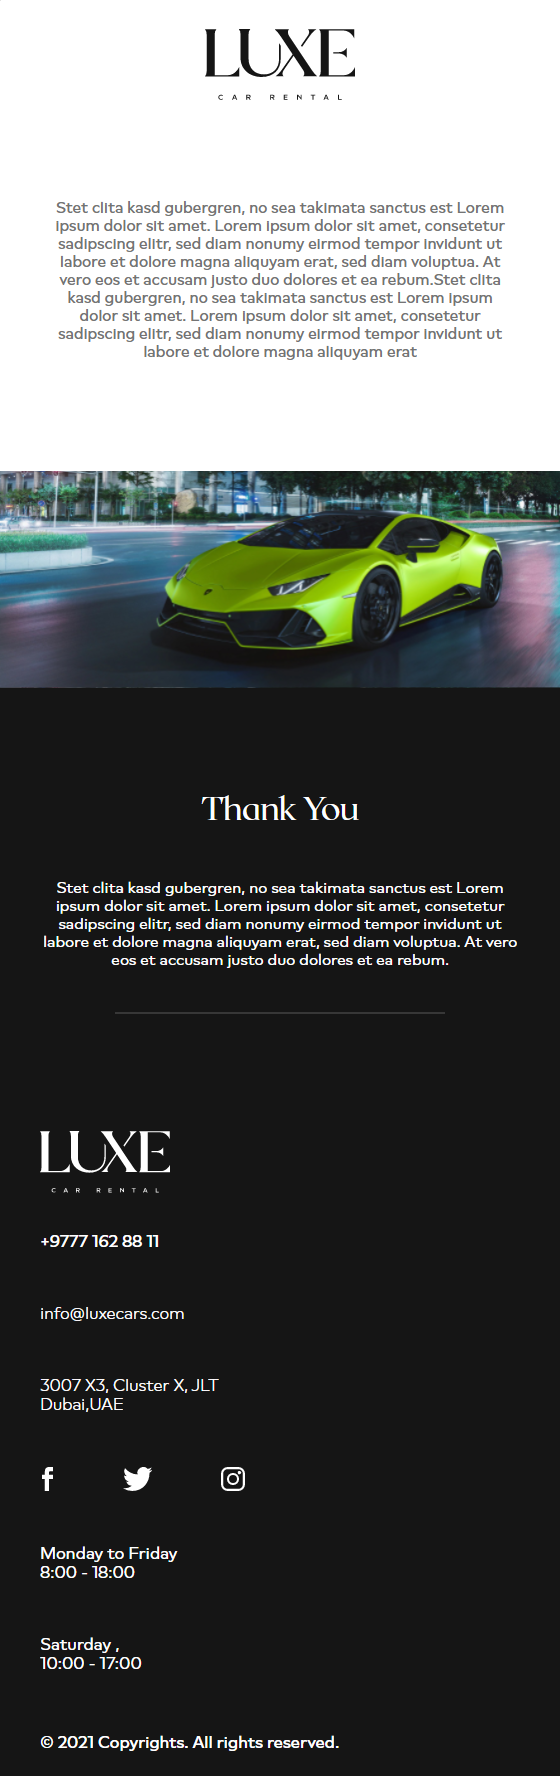 LUXE
CAR RENTAL
Stet clita kasd gubergren, no sea takimata sanctus est Lorem
ipsum dolor sit amet. Lorem ipsum dolor sit amet, consetetur
sadipscing elitr, sed diam nonumy eirmod tempor invidunt ut
labore et dolore magna aliquyam erat, sed diam voluptua. At
vero eos et accusam justo duo dolores et ea rebum.Stet clita
kasd gubergren, no sea takimata sanctus est Lorem ipsum
dolor sit amet. Lorem ipsum dolor sit amet, consetetur
sadipscing elitr, sed diam nonumy eirmod tempor invidunt ut
labore et dolore magna aliquyam erat
Thank You
Stet clita kasd gubergren, no sea takimata sanctus est Lorem
ipsum dolor sit amet. Lorem ipsum dolor sit amet, consetetur
sadipscing elitr, sed diam nonumy eirmod tempor invidunt ut
labore et dolore magna aliquyam erat, sed diam voluptua. At vero
eos et accusam justo duo dolores et ea rebum.
LUXE
CAR RENTAL
+9777 162 88 11
info@luxecars.com
3007 X3, Cluster X, JLT
Dubai,UAE
Monday to Friday
8:00 - 18:00
Saturday ,
10:00 - 17:00
© 2021 Copyrights. All rights reserved.